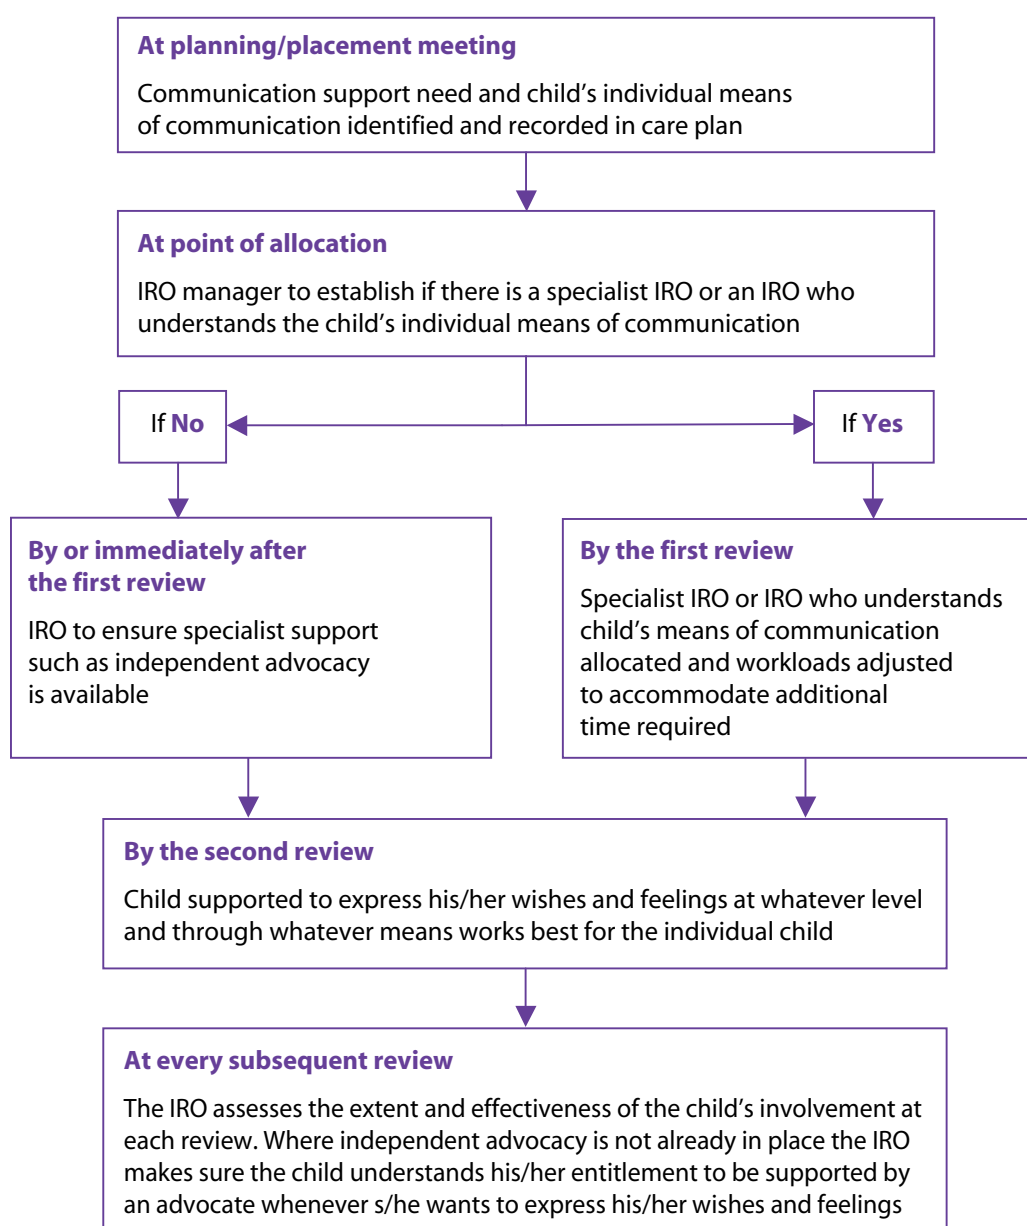 At planning/placement meeting
Communication support need and child’s individual means
of communication identified and recorded in care plan
At point of allocation
IRO manager to establish if there is a specialist IRO or an IRO who
understands the child’s individual means of communication
If No
If Yes
By or immediately after
the first review
IRO to ensure specialist support
such as independent advocacy
is available
By the first review
Specialist IRO or IRO who understands
child’s means of communication
allocated and workloads adjusted
to accommodate additional
time required
By the second review
Child supported to express his/her wishes and feelings at whatever level
and through whatever means works best for the individual child
At every subsequent review
The IRO assesses the extent and effectiveness of the child’s involvement at
each review. Where independent advocacy is not already in place the IRO
makes sure the child understands his/her entitlement to be supported by
an advocate whenever s/he wants to express his/her wishes and feelings